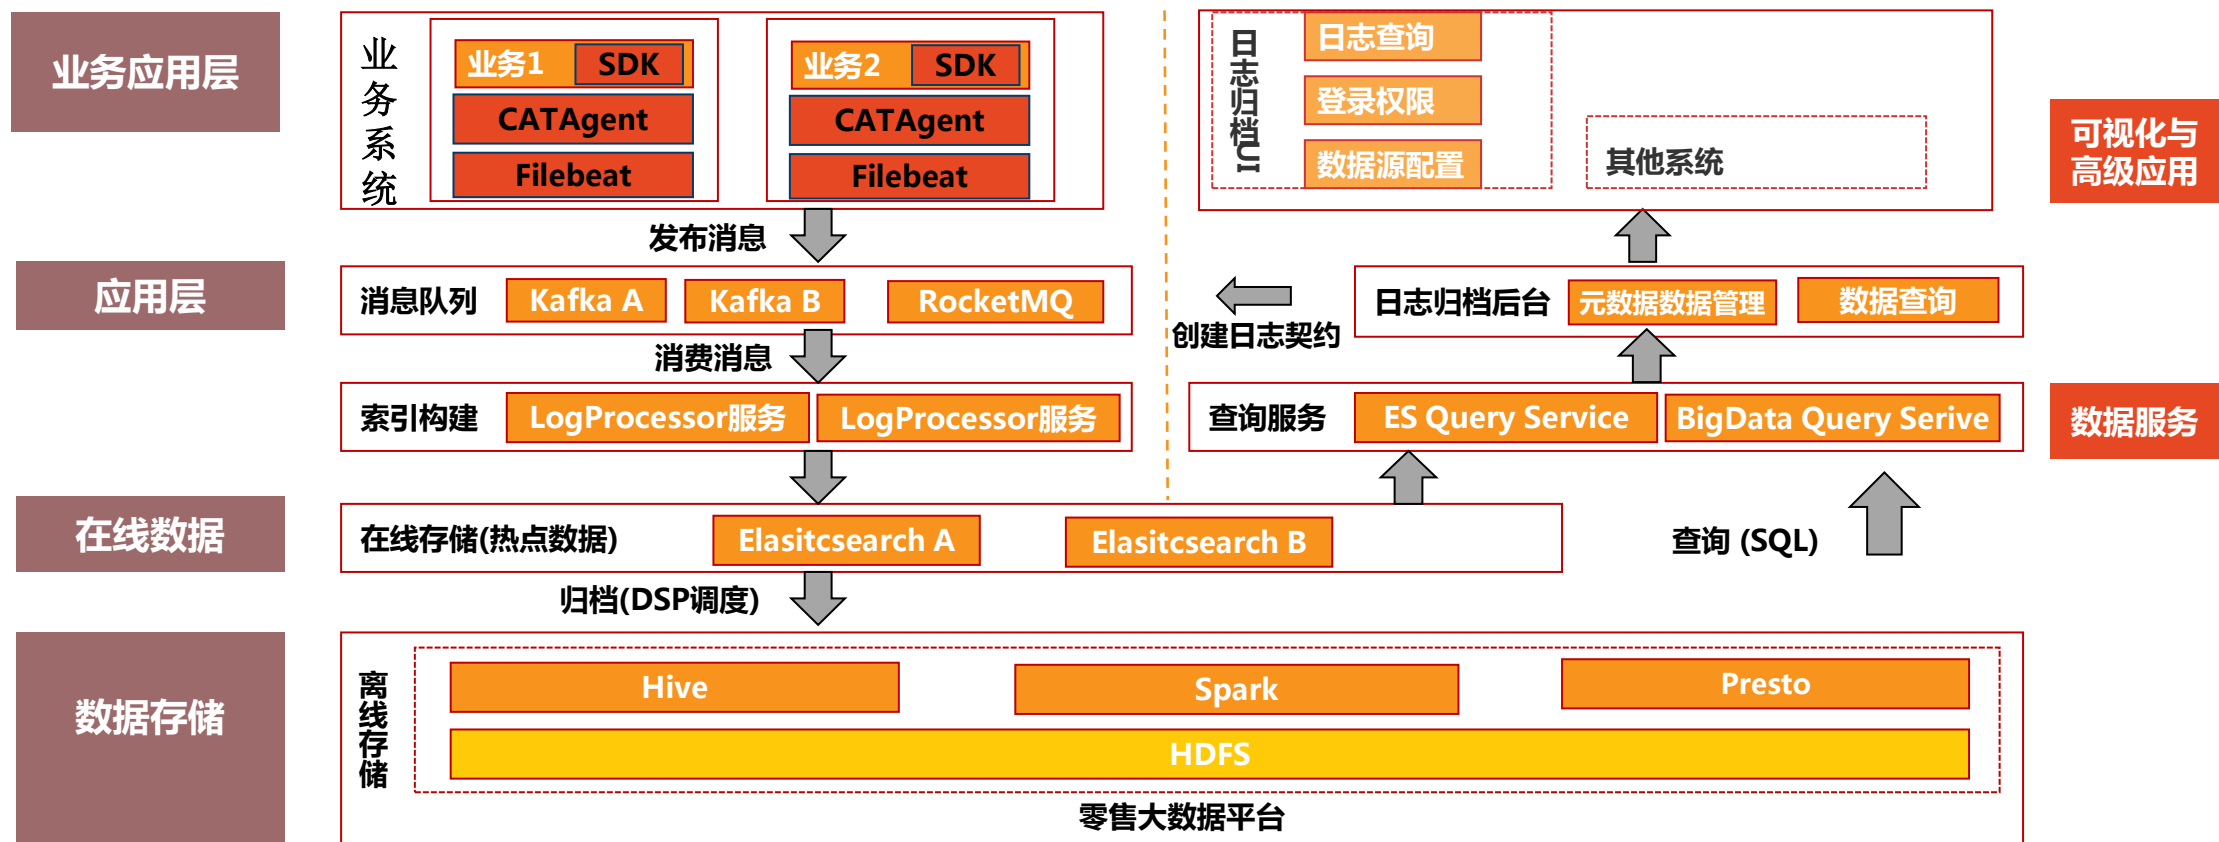 业务应用层
业务系统
业务1
SDK
CATAgent
Filebeat
业务2
SDK
CATAgent
Filebeat
日志归档UI
日志查询
登录权限
数据源配置
其他系统
可视化与
高级应用
发布消息
应用层
消息队列
Kafka A
Kafka B
RocketMQ
创建日志契约
日志归档后台
元数据数据管理
数据查询
消费消息
索引构建
LogProcessor服务
LogProcessor服务
查询服务
ES Query Service
BigData Query Serive
数据服务
在线数据
在线存储(热点数据)
Elasitcsearch A
Elasitcsearch B
查询 (SQL)
归档(DSP调度)
数据存储
离线存储
Hive
Spark
Presto
HDFS
零售大数据平台